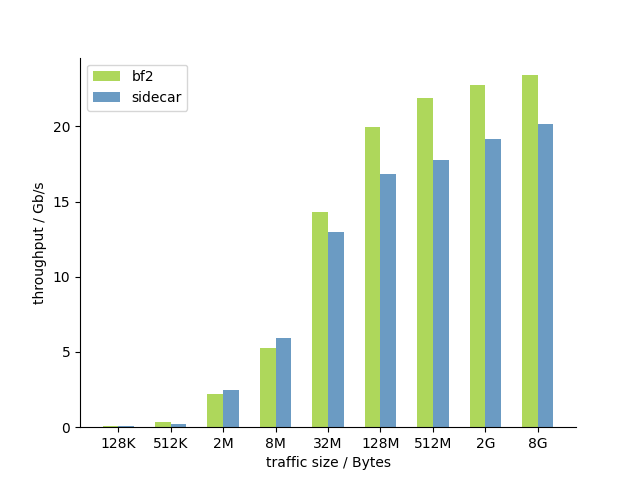 bf2
sidecar
throughput / Gb/s
20
15
10
5
0
128K 512K 2M 8M 32M 128M 512M 2G 8G
traffic size / Bytes